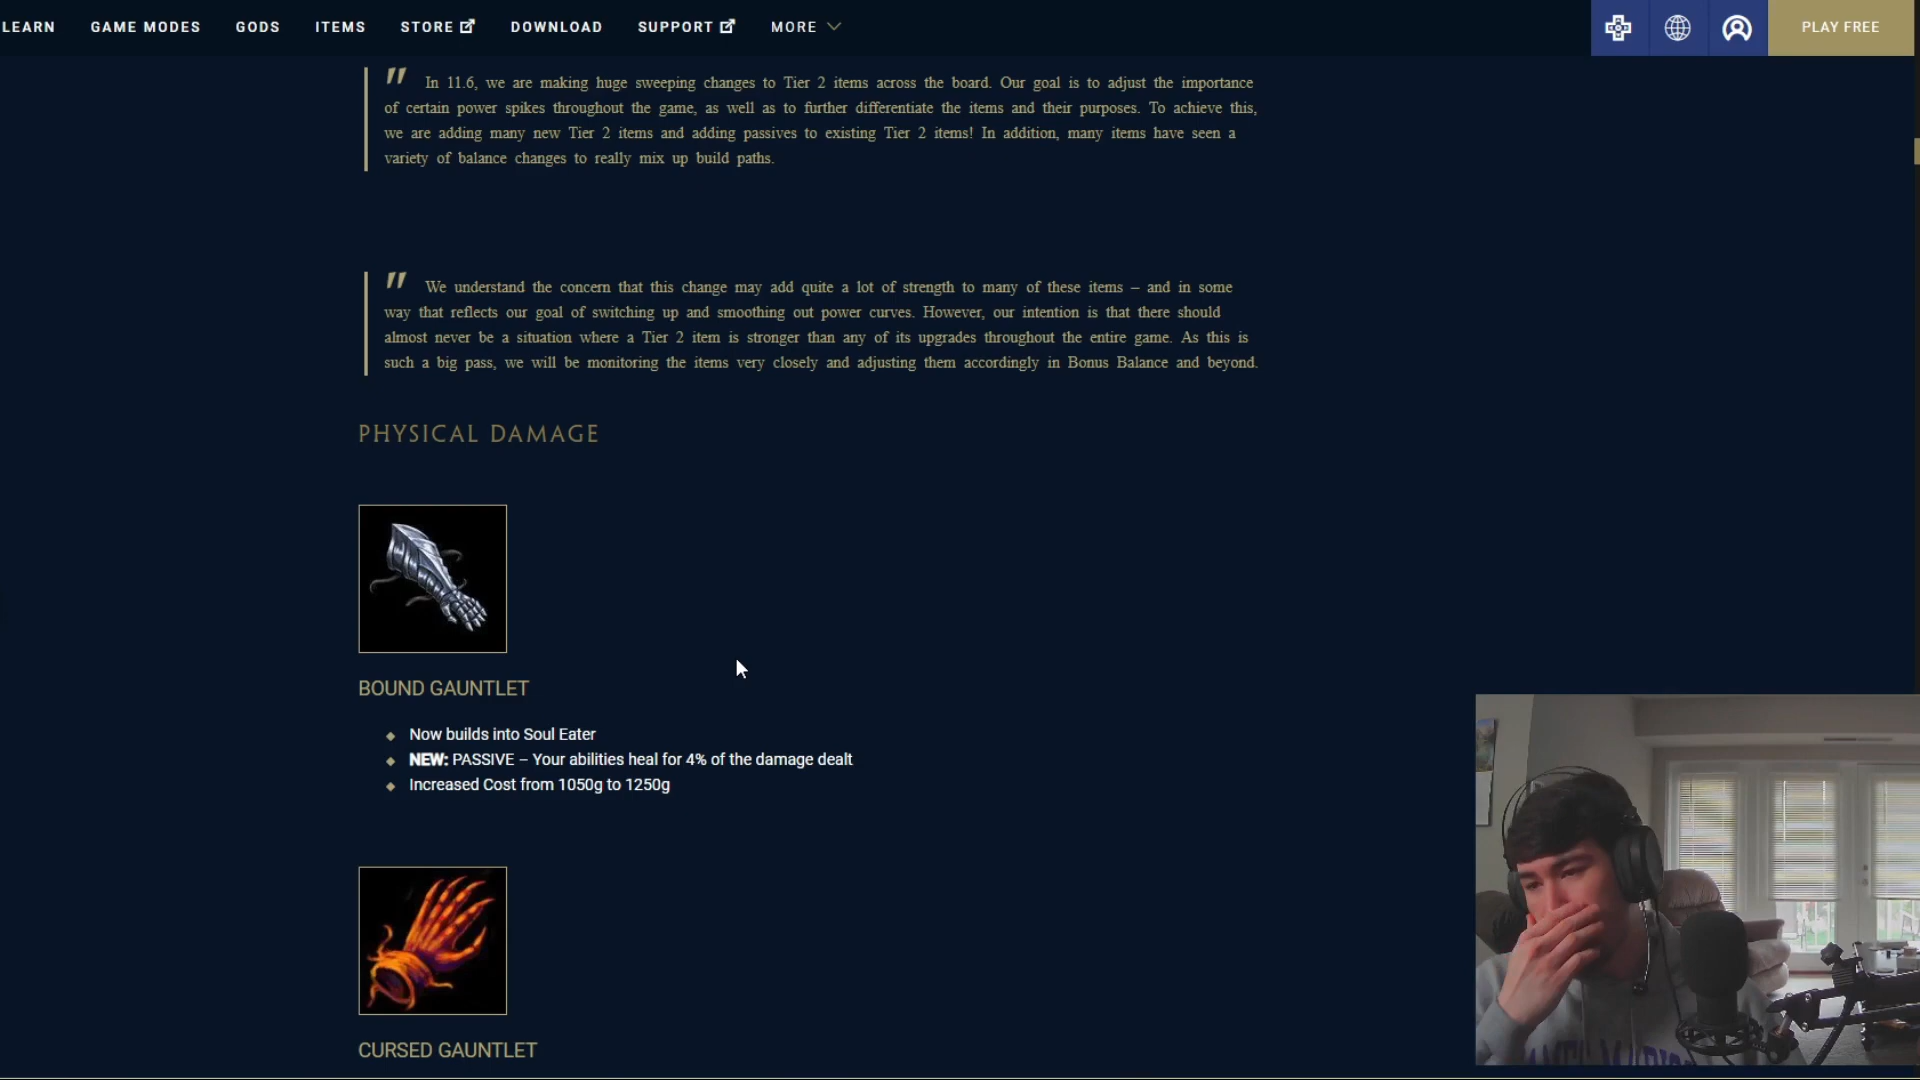 LEARN GAME MODES GODS ITEMS STORE DOWNLOAD SUPPORT MORE PLAY FREE
" In 11.6, we are making huge sweeping changes to Tier 2 items across the board. Our goal is to adjust the importance
of certain power spikes throughout the game, as well as to further differentiate the items and their purposes. To achieve this,
we are adding many new Tier 2 items and adding passives to existing Tier 2 items! In addition, many items have seen a
variety of balance changes to really mix up build paths.
" We understand the concern that this change may add quite a lot of strength to many of these items – and in some
way that reflects our goal of switching up and smoothing out power curves. However, our intention is that there should
almost never be a situation where a Tier 2 item is stronger than any of its upgrades throughout the entire game. As this is
such a big pass, we will be monitoring the items very closely and adjusting them accordingly in Bonus Balance and beyond.
PHYSICAL DAMAGE
BOUND GAUNTLET
Now builds into Soul Eater
NEW: PASSIVE – Your abilities heal for 4% of the damage dealt
Increased Cost from 1050g to 1250g
CURSED GAUNTLET